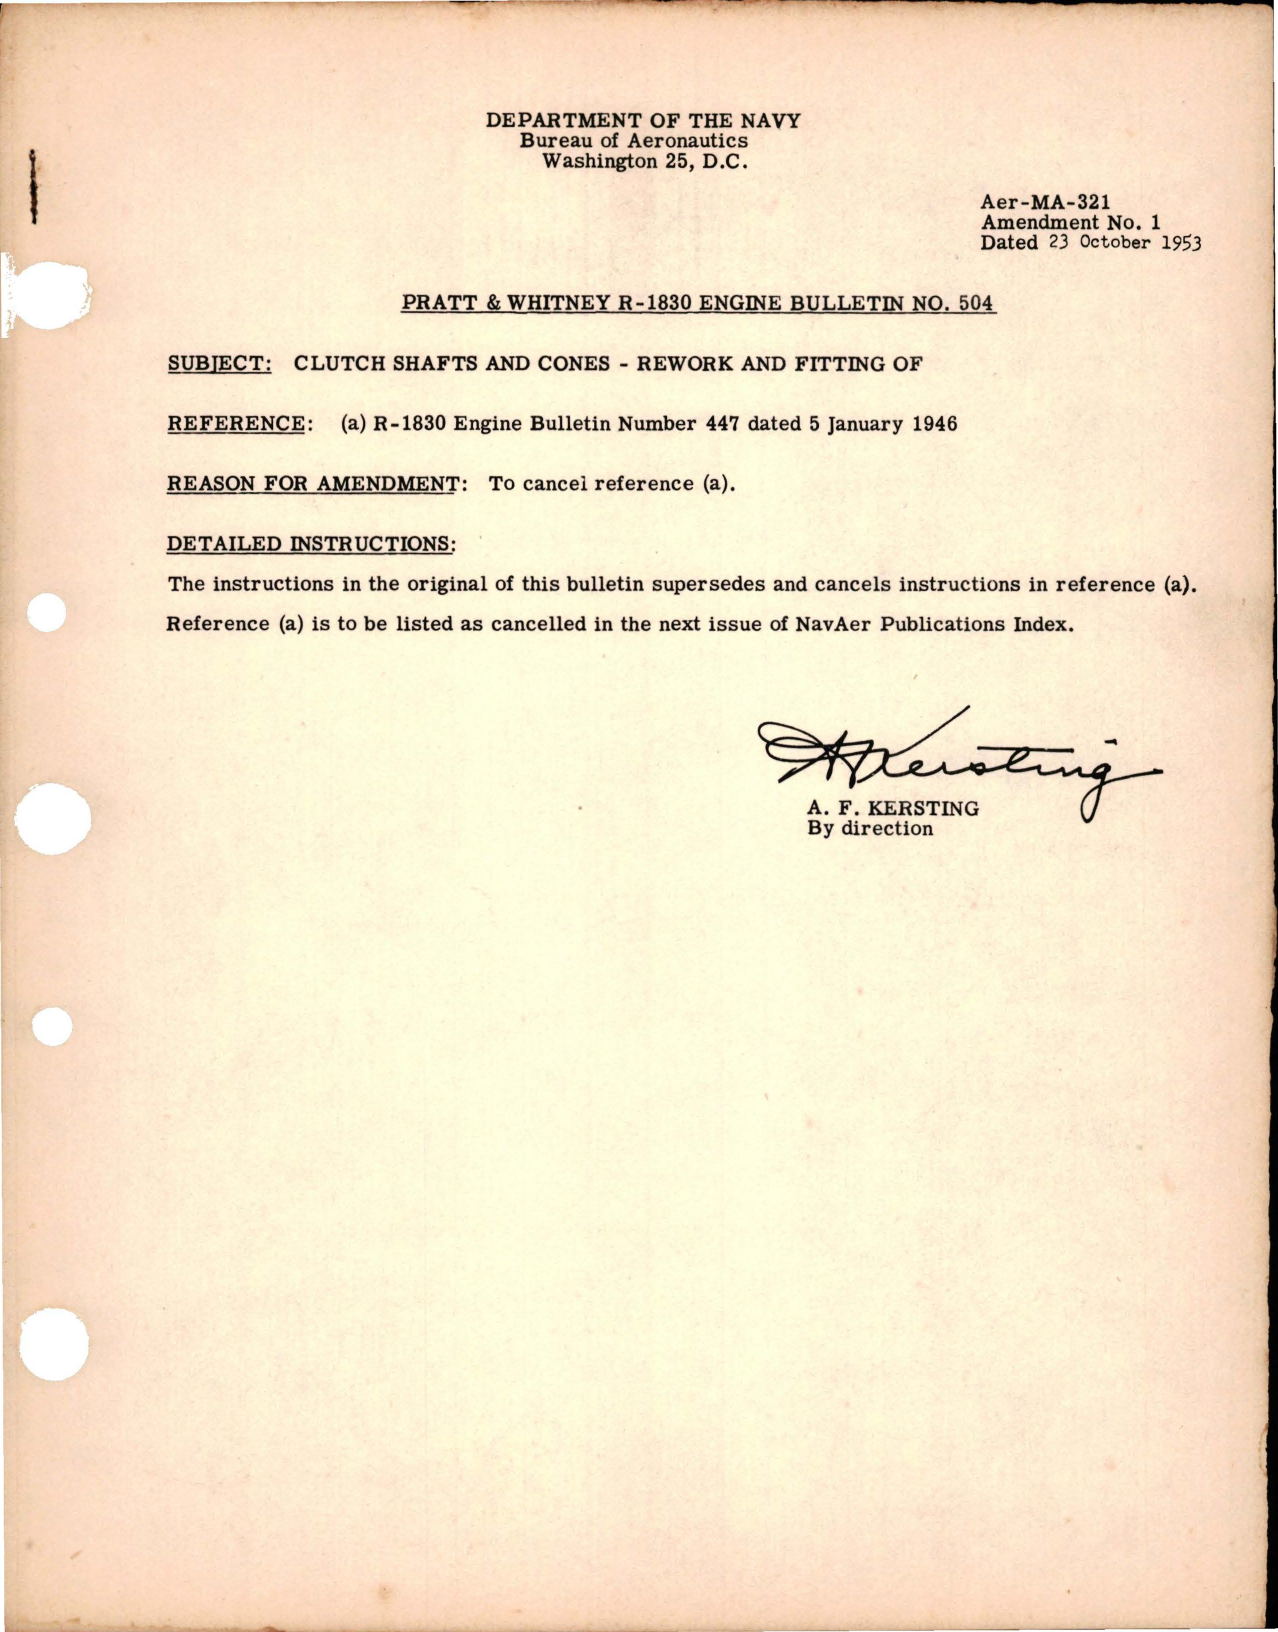 DEPARTMENT OF THE NAVY
Bureau of Aeronautics
Washington 25, D.C.
Aer-MA-321
Amendment No. 1
Dated 23 October 1953
PRATT & WHITNEY R-1830 ENGINE BULLETIN NO. 504
SUBJECT: CLUTCH SHAFTS AND CONES - REWORK AND FITTING OF
REFERENCE: (a) R-1830 Engine Bulletin Number 447 dated 5 January 1946
REASON FOR AMENDMENT: To cancel reference (a).
DETAILED INSTRUCTIONS:
The instructions in the original of this bulletin supersedes and cancels instructions in reference (a).
Reference (a) is to be listed as cancelled in the next issue of NavAer Publications Index.
AF Kersting
A. F. KERSTING
By direction